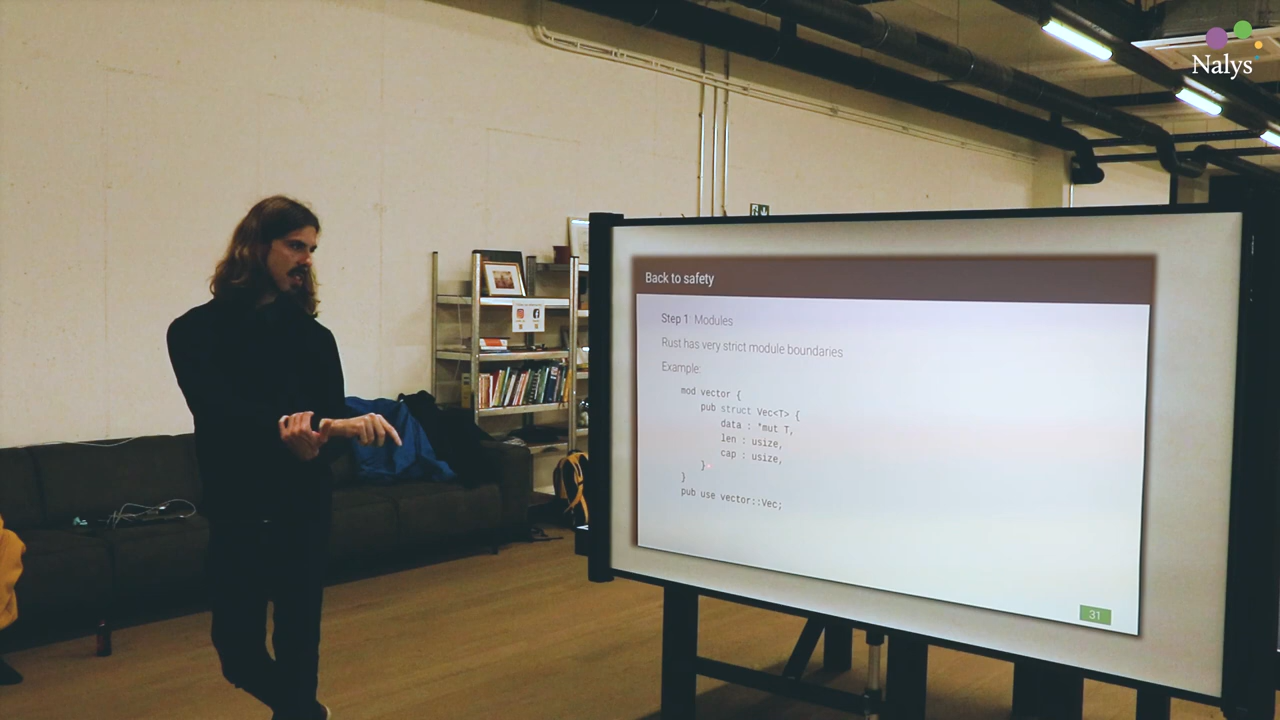 Nalys
Back to safety
Step 1: Modules
Rust has very strict module boundaries
Example:
mod vector {
pub struct Vec<T> {
data : *mut T,
len : usize,
cap : usize,
}
}
pub use vector::Vec;
31